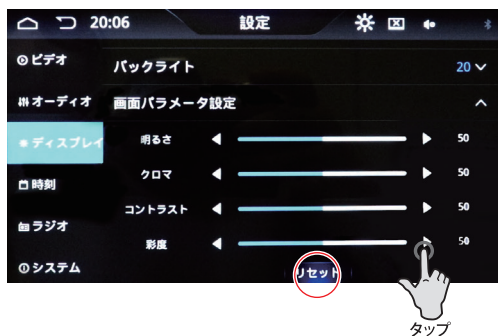 20:06 設定
ビデオ
オーディオ
ディスプレイ
時刻
ラジオ
システム
バックライト 20
画面パラメータ設定
明るさ 50
クロマ 50
コントラスト 50
彩度 50
リセット
タップ